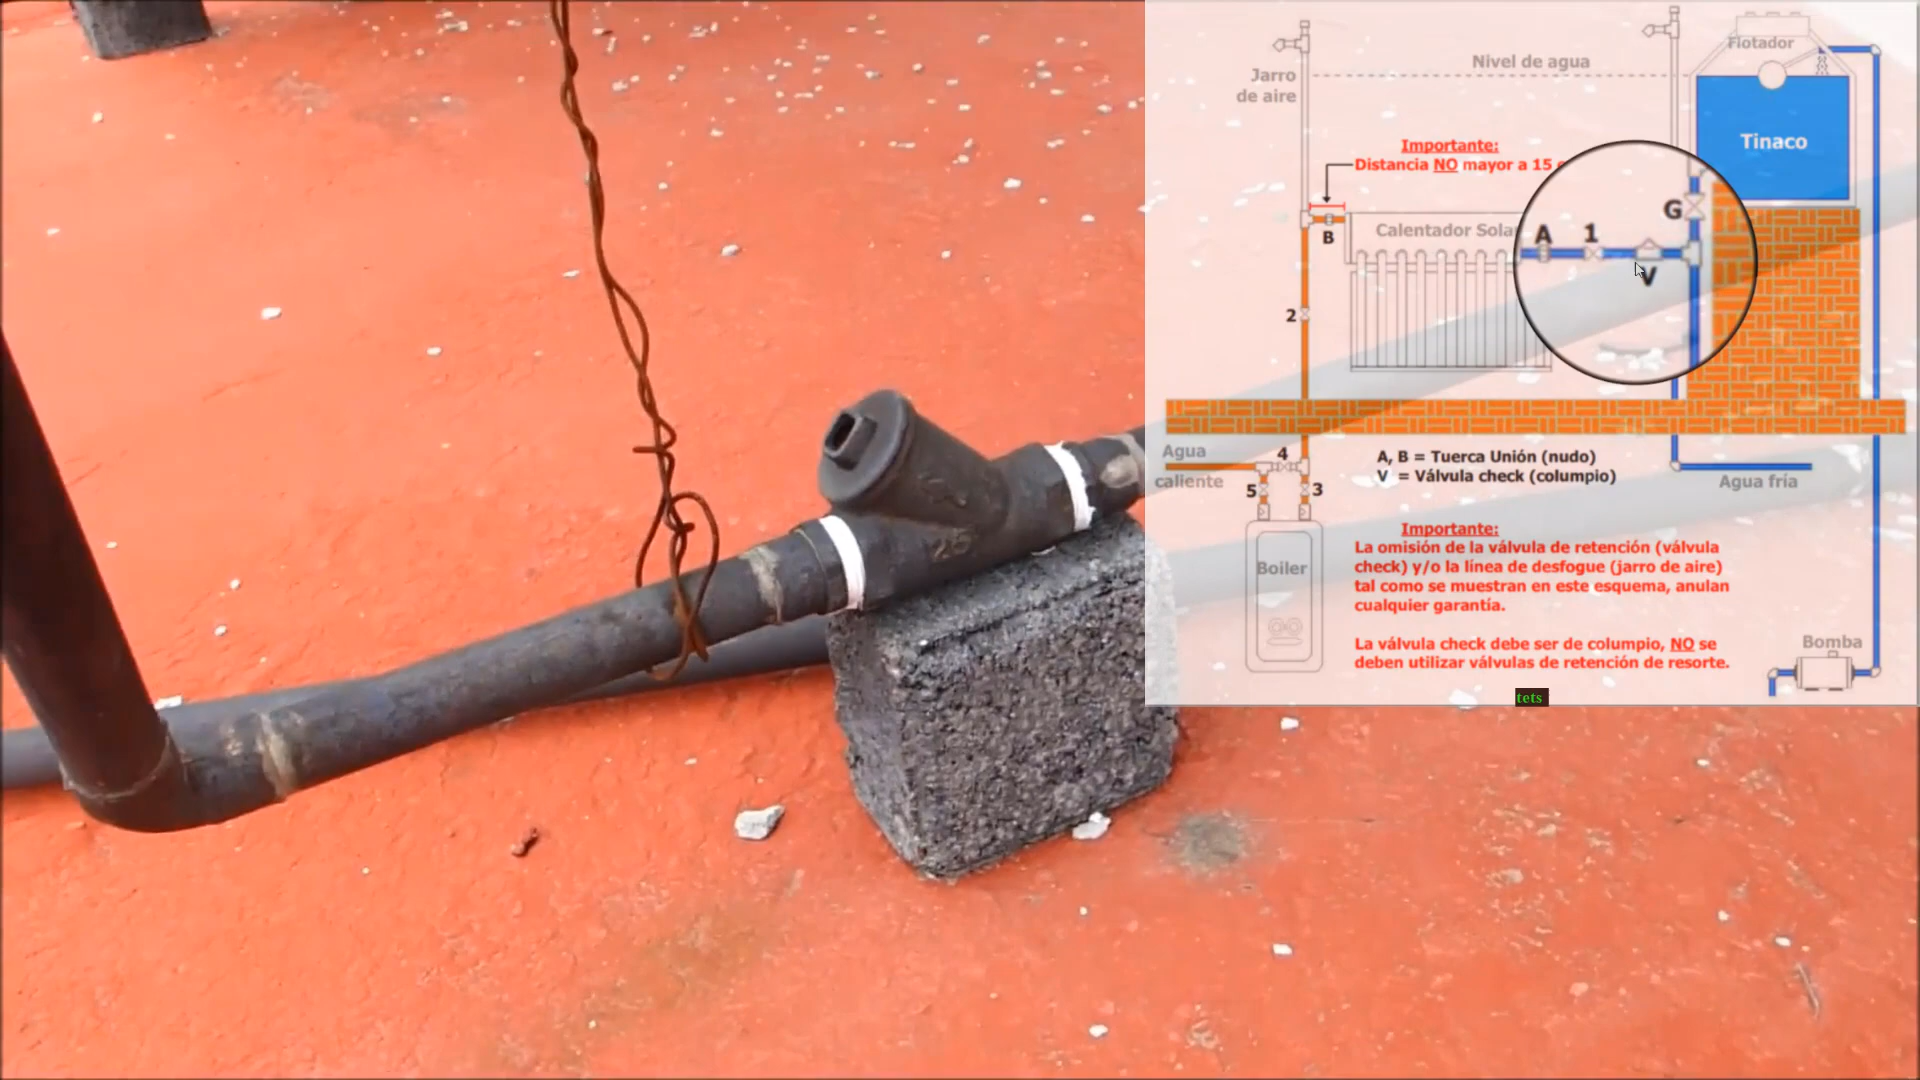 Flotador
Nivel de agua
Jarro
de aire
Tinaco
Importante:
Distancia NO mayor a 15
G
A
1
V
B
Calentador Sola
2
Agua
caliente
4
5
3
A, B = Tuerca Unión (nudo)
V = Válvula check (columpio)
Agua fría
Importante:
La omisión de la válvula de retención (válvula
check) y/o la línea de desfogue (jarro de aire)
tal como se muestran en este esquema, anulan
cualquier garantía.
La válvula check debe ser de columpio, NO se
deben utilizar válvulas de retención de resorte.
Boiler
Bomba
tets
25